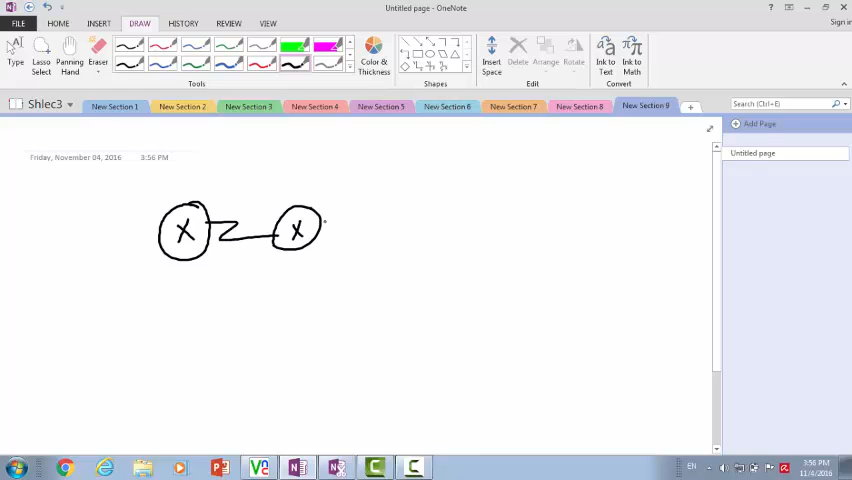 Untitled page - OneNote
FILE HOME INSERT DRAW HISTORY REVIEW VIEW
Sign in
Type
Lasso Select
Panning Hand
Eraser
Color & Thickness
Insert Space
Delete
Arrange
Rotate
Ink to Text
Ink to Math
Tools
Shapes
Edit
Convert
Shlec3
New Section 1 New Section 2 New Section 3 New Section 4 New Section 5 New Section 6 New Section 7 New Section 8 New Section 9
Search (Ctrl+E)
Add Page
Untitled page
Friday, November 04, 2016 3:56 PM
X X
EN
3:56 PM
11/4/2016